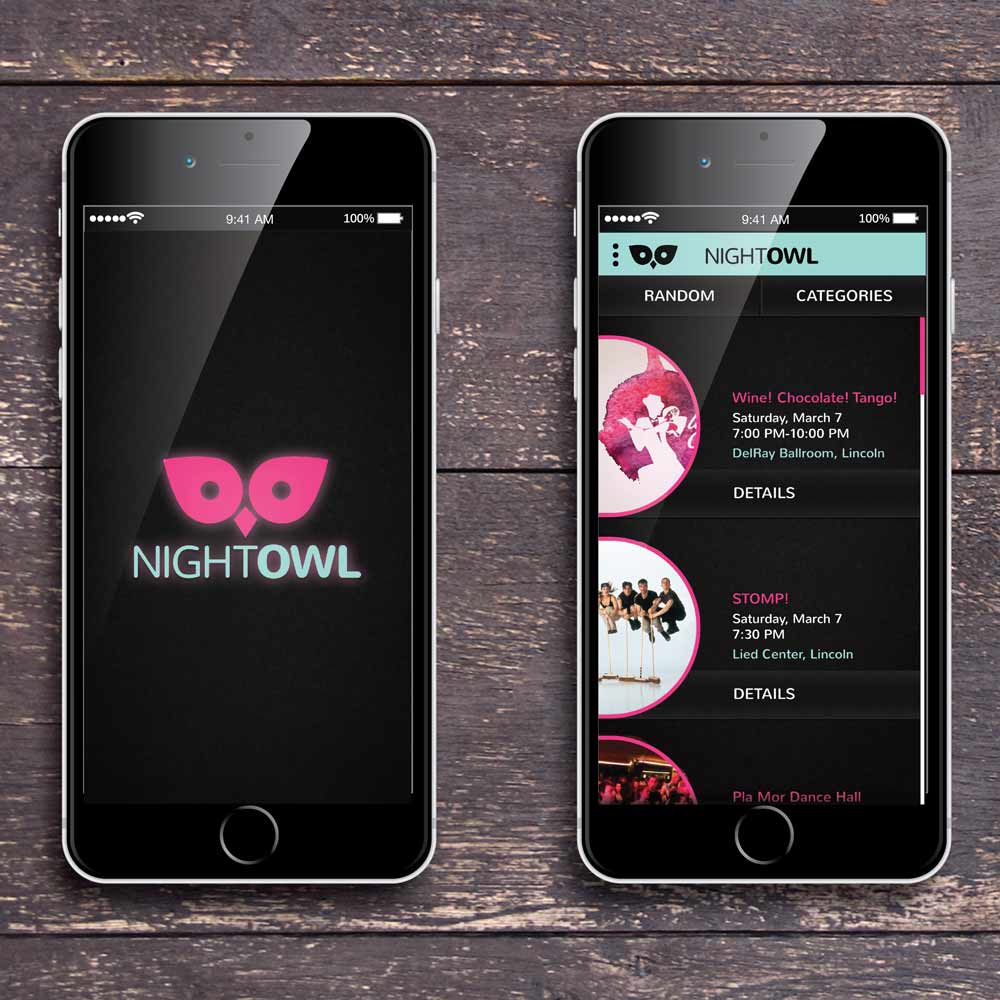 9:41 AM 100%
NIGHTOWL
9:41 AM 100%
NIGHTOWL
RANDOM CATEGORIES
Wine! Chocolate! Tango!
Saturday, March 7
7:00 PM-10:00 PM
DelRay Ballroom, Lincoln
DETAILS
STOMP!
Saturday, March 7
7:30 PM
Lied Center, Lincoln
DETAILS
Pla Mor Dance Hall